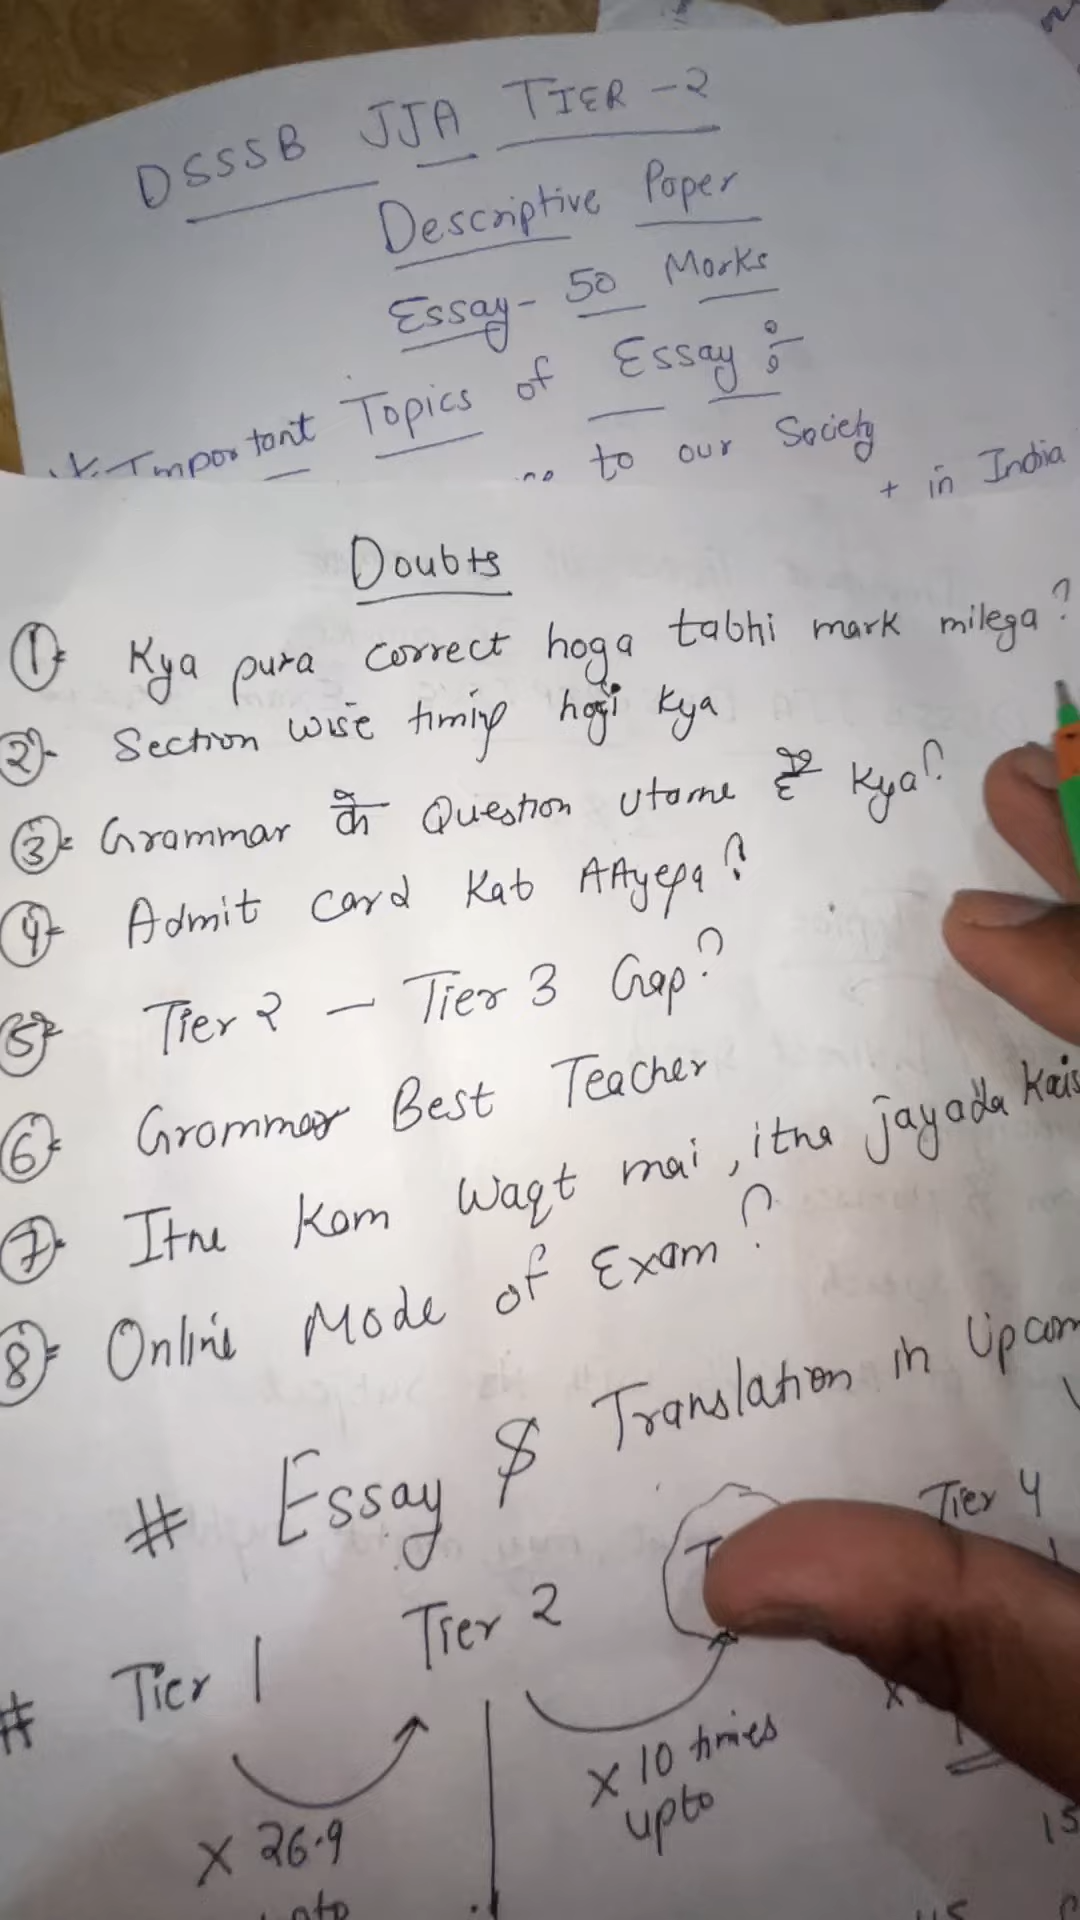 DSSSB JJA TIER-2
Descriptive Paper
Essay- 50 Marks
Important Topics of Essay :-
to our Society
in India
Doubts
① Kya pura correct hoga tabhi mark milega?
② Section wise timing hogi kya
③ Grammar के Question utarne है kya?
④ Admit card Kab AAyega?
⑤ Tier 2 - Tier 3 Gap?
⑥ Grammar Best Teacher
⑦ Itne Kam waqt mai, itna jayada Kais
⑧ Online Mode of Exam?
# Essay $ Translation in Upcom
Tier 4
# Tier 1 Tier 2
X 26.9
X 10 times
upto
15